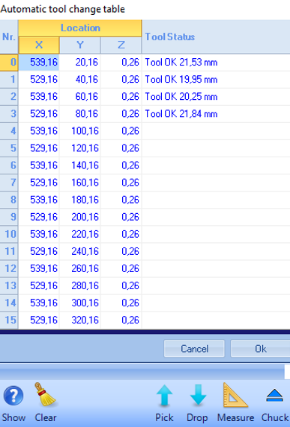 Automatic tool change table
Nr. Location Tool Status
X Y Z
0 539,16 20,16 0,26 Tool OK 21,53 mm
1 529,16 40,16 0,26 Tool OK 19,95 mm
2 539,16 60,16 0,26 Tool OK 20,25 mm
3 529,16 80,16 0,26 Tool OK 21,84 mm
4 539,16 100,16 0,26
5 529,16 120,16 0,26
6 539,16 140,16 0,26
7 529,16 160,16 0,26
8 539,16 180,16 0,26
9 529,16 200,16 0,26
10 539,16 220,16 0,26
11 529,16 240,16 0,26
12 539,16 260,16 0,26
13 529,16 280,16 0,26
14 539,16 300,16 0,26
15 529,16 320,16 0,26
Cancel Ok
Show Clear Pick Drop Measure Chuck